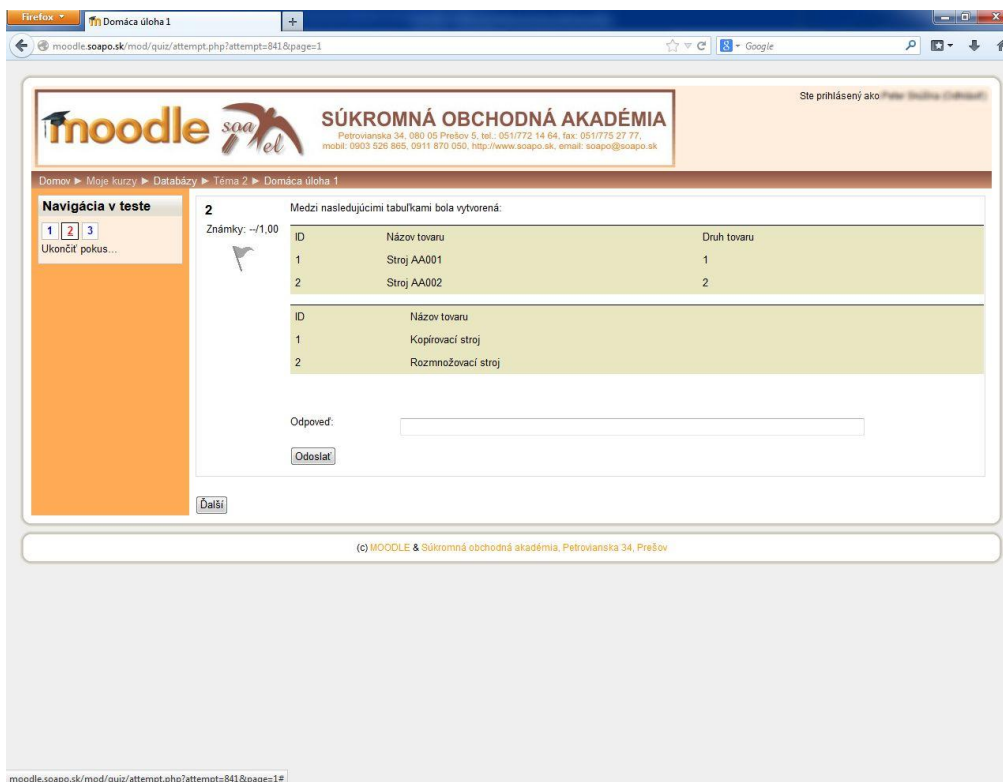 Firefox
Domáca úloha 1
+
moodle.soapo.sk/mod/quiz/attempt.php?attempt=841&page=1
8 - Google
Ste prihlásený ako
moodle soa tel
SÚKROMNÁ OBCHODNÁ AKADÉMIA
Petrovianska 34, 080 05 Prešov 5, tel.: 051/772 14 64, fax: 051/775 27 77,
mobil: 0903 526 865, 0911 870 050, http://www.soapo.sk, email: soapo@soapo.sk
Domov ► Moje kurzy ► Databázy ► Téma 2 ► Domáca úloha 1
Navigácia v teste
1 2 3
Ukončiť pokus...
2
Známky: --/1,00
Medzi nasledujúcimi tabuľkami bola vytvorená:
ID Názov tovaru Druh tovaru
1 Stroj AA001 1
2 Stroj AA002 2
ID Názov tovaru
1 Kopírovací stroj
2 Rozmnožovací stroj
Odpoveď:
Odoslať
Ďalší
(c) MOODLE & Súkromná obchodná akadémia, Petrovianska 34, Prešov
moodle.soapo.sk/mod/quiz/attempt.php?attempt=841&page=1#